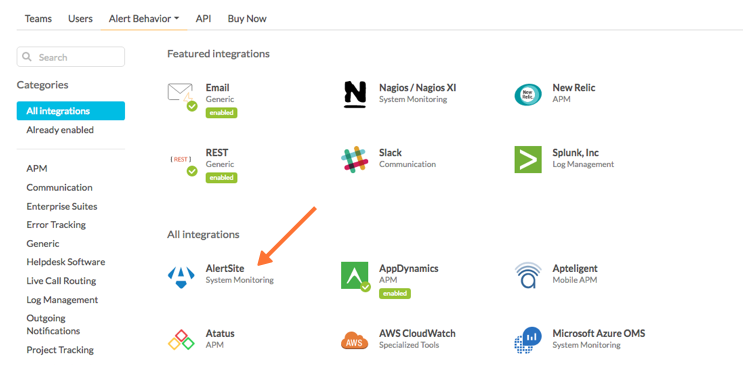 Teams Users Alert Behavior API Buy Now
Search
Categories
All integrations
Already enabled
APM
Communication
Enterprise Suites
Error Tracking
Generic
Helpdesk Software
Live Call Routing
Log Management
Outgoing
Notifications
Project Tracking
Featured integrations
Email
Generic
enabled
Nagios / Nagios XI
System Monitoring
New Relic
New Relic
APM
[ REST ]
REST
Generic
enabled
Slack
Communication
Splunk, Inc
Log Management
All integrations
AlertSite
System Monitoring
AppDynamics
APM
enabled
Apteligent
Mobile APM
Atatus
APM
AWS
AWS CloudWatch
Specialized Tools
Microsoft Azure OMS
System Monitoring